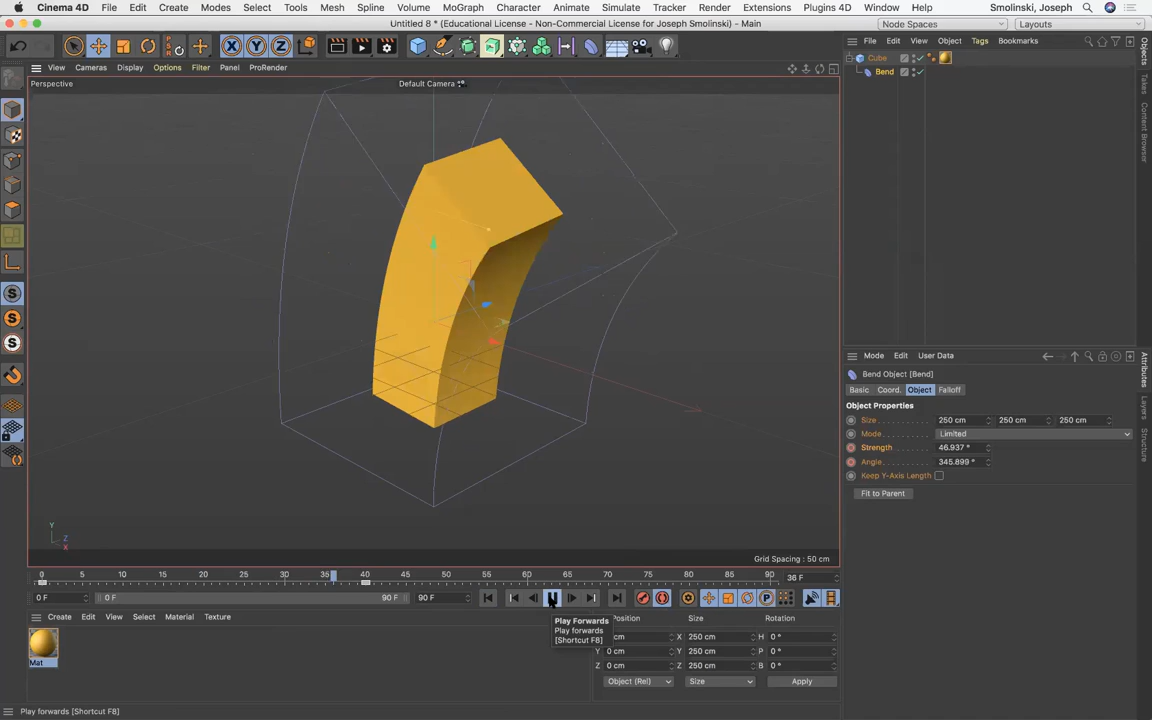 Cinema 4D File Edit Create Modes Select Tools Mesh Spline Volume MoGraph Character Animate Simulate Tracker Render Extensions Plugins 4D Window Help Smolinski, Joseph
Untitled 8 * (Educational License - Non-Commercial License for Joseph Smolinski) - Main
Node Spaces Layouts
X Y Z
View Cameras Display Options Filter Panel ProRender
File Edit View Object Tags Bookmarks
Perspective
Default Camera
Cube
Bend
Objects
Takes
Content Browser
S
S
S
Mode Edit User Data
Bend Object [Bend]
Basic Coord. Object Falloff
Object Properties
Size 250 cm 250 cm 250 cm
Mode Limited
Strength 46.937 °
Angle 345.899 °
Keep Y-Axis Length
Fit to Parent
Attributes
Layers
Structure
Y
Z
X
Grid Spacing : 50 cm
0 5 10 15 20 25 30 35 40 45 50 55 60 65 70 75 80 85 90
36 F
0 F 0 F 90 F 90 F
P
Play Forwards
Play forwards
[Shortcut F8]
Create Edit View Select Material Texture
Position Size Rotation
cm X 250 cm H 0 °
Y 0 cm Y 250 cm P 0 °
Z 0 cm Z 250 cm B 0 °
Object (Rel) Size Apply
Mat
Play forwards [Shortcut F8]